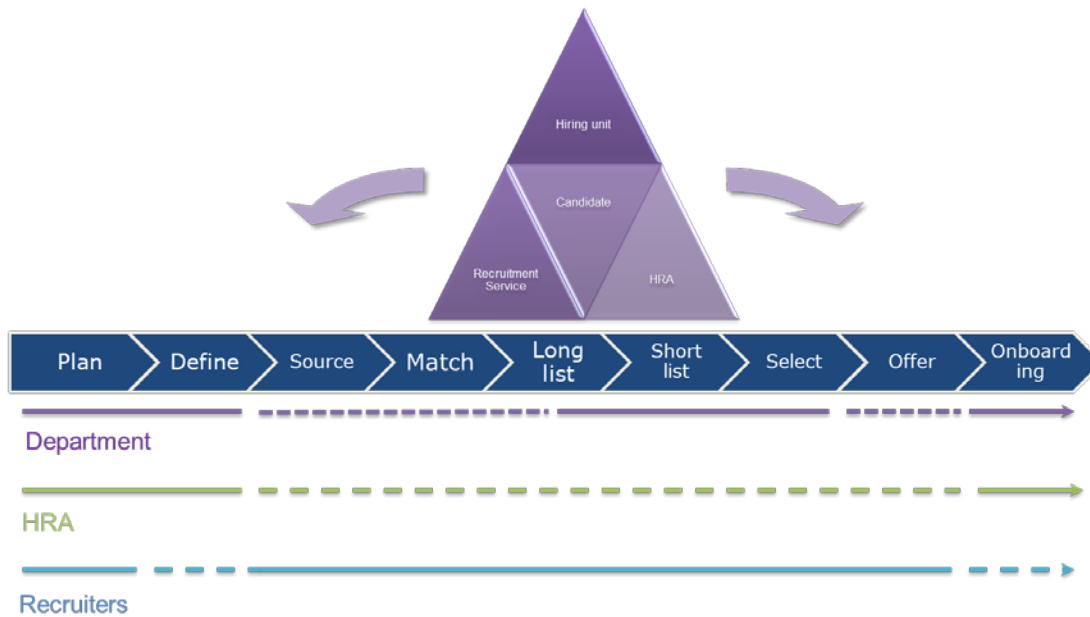 Hiring unit
Candidate
Recruitment
Service
HRA
Plan
Define
Source
Match
Long
list
Short
list
Select
Offer
Onboard
ing
Department
HRA
Recruiters